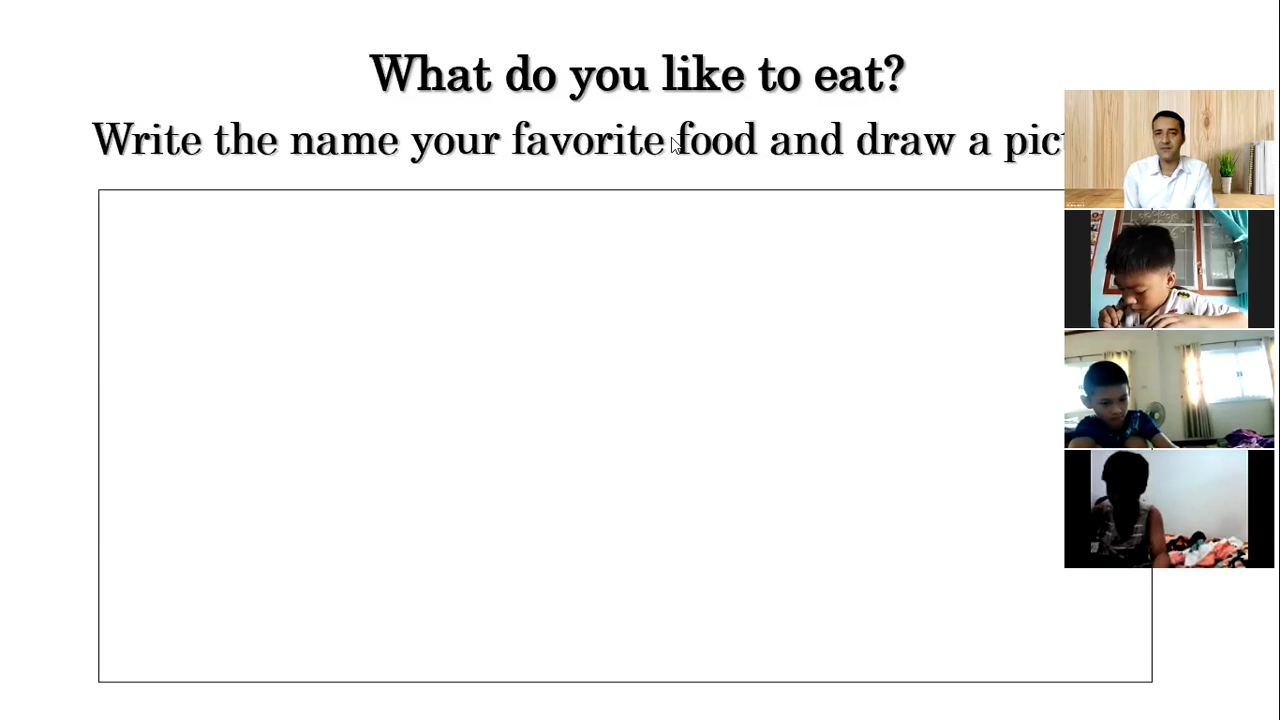 What do you like to eat?
Write the name your favorite food and draw a pic